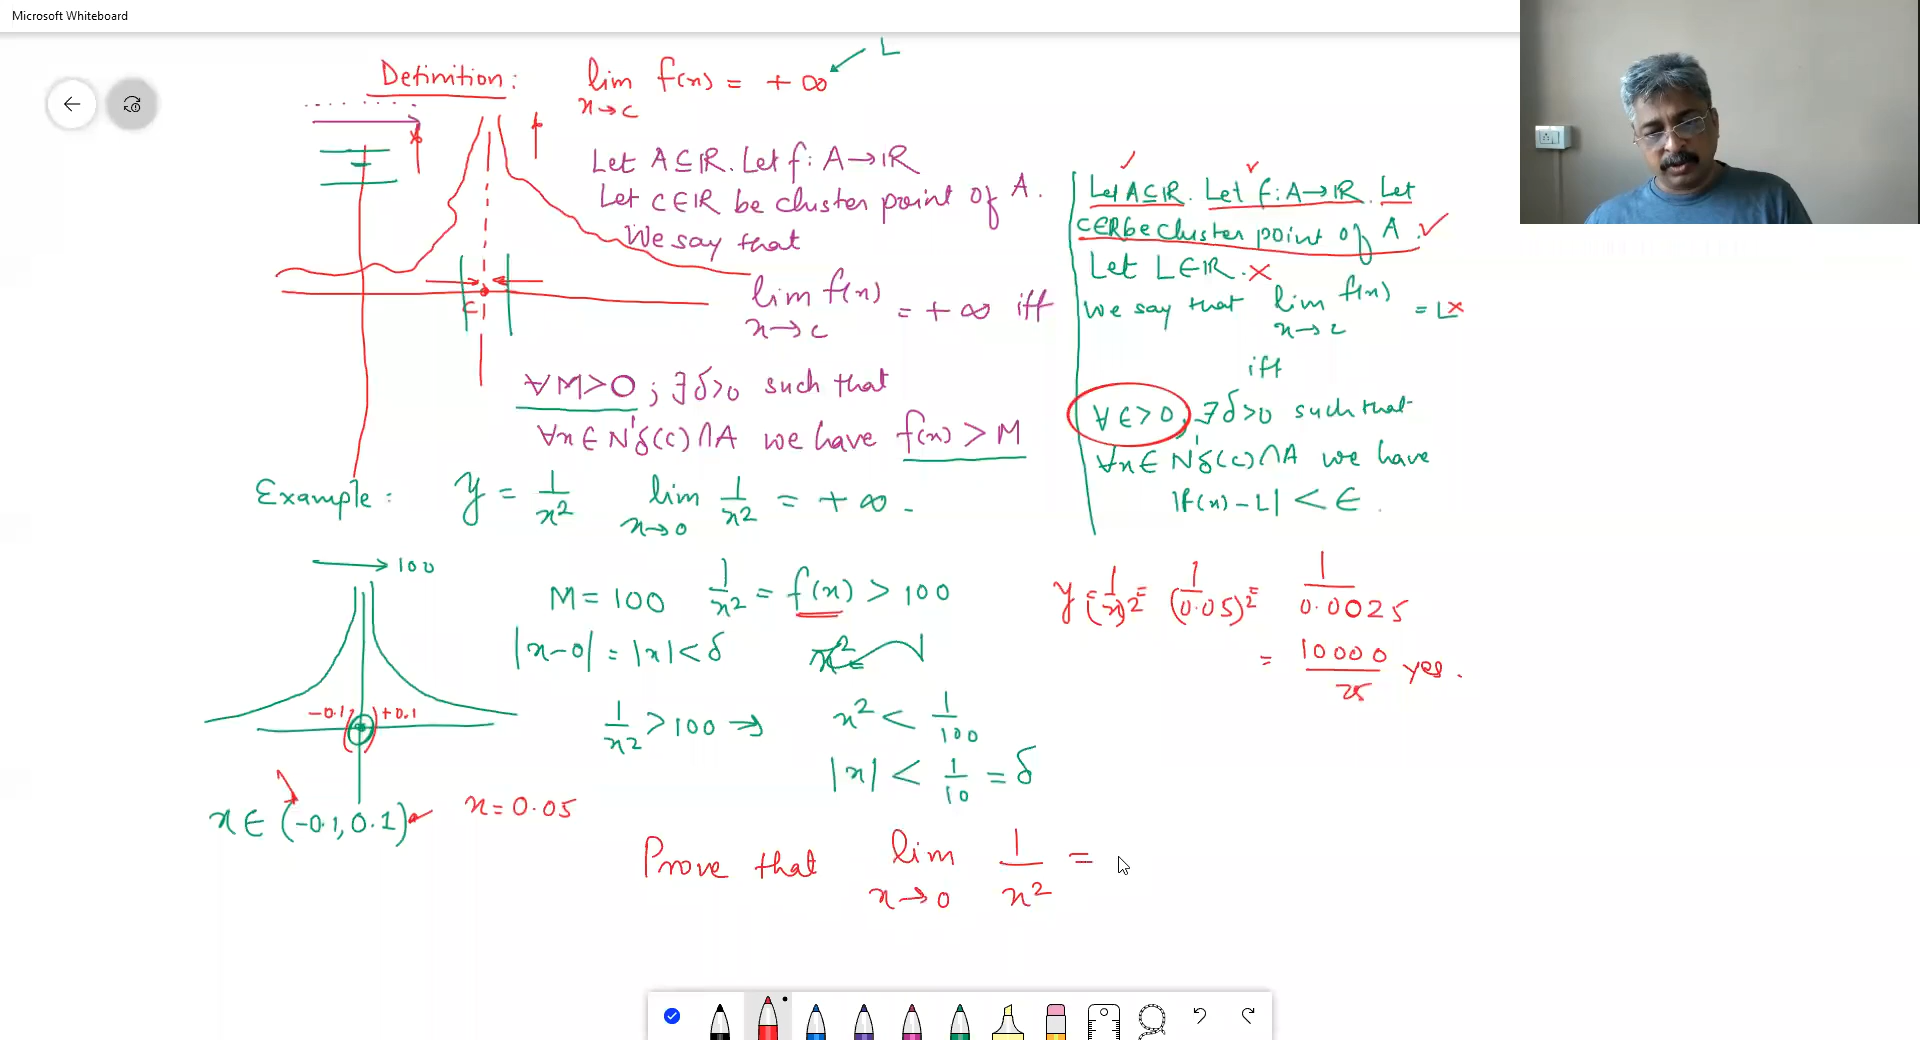 Microsoft Whiteboard
Definition: lim x→c f(x) = +∞ L
Let A⊆ℝ. Let f: A→ℝ
Let c∈ℝ be cluster point of A.
We say that
lim x→c f(x) = +∞ iff
∀M>0; ∃δ>0 such that
∀x∈N'δ(c)∩A we have f(x) > M
c
Let A⊆ℝ. Let f: A→ℝ. Let
c∈ℝ be cluster point of A.
Let L∈ℝ. ×
We say that lim x→c f(x) = L ×
iff
∀ε>0, ∃δ>0 such that
∀x∈N'δ(c)∩A we have
|f(x)-L| < ε.
Example: y = 1/x² lim x→0 1/x² = +∞.
→100
-0.1 +0.1
x∈(-0.1, 0.1) x=0.05
M=100 1/x² = f(x) > 100
|x-0| = |x| < δ
1/x² > 100 → x² < 1/100
|x| < 1/10 = δ
y = (1/x)² = (1/0.05)² = 1/0.0025
= 10000/25 yes.
Prove that lim x→0 1/x² =